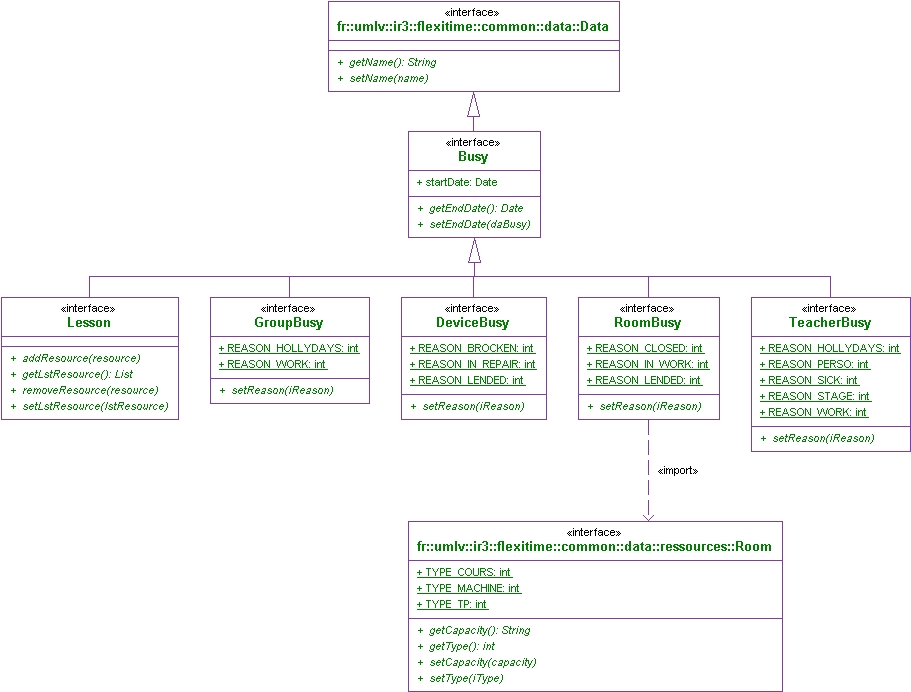 «interface»
fr::umlv::ir3::flexitime::common::data::Data
+ getName(): String
+ setName(name)
«interface»
Busy
+ startDate: Date
+ getEndDate(): Date
+ setEndDate(daBusy)
«interface»
Lesson
+ addResource(resource)
+ getLstResource(): List
+ removeResource(resource)
+ setLstResource(lstResource)
«interface»
GroupBusy
+ REASON_HOLLYDAYS: int
+ REASON_WORK: int
+ setReason(iReason)
«interface»
DeviceBusy
+ REASON_BROCKEN: int
+ REASON_IN_REPAIR: int
+ REASON_LENDED: int
+ setReason(iReason)
«interface»
RoomBusy
+ REASON_CLOSED: int
+ REASON_IN_WORK: int
+ REASON_LENDED: int
+ setReason(iReason)
«interface»
TeacherBusy
+ REASON_HOLLYDAYS: int
+ REASON_PERSO: int
+ REASON_SICK: int
+ REASON_STAGE: int
+ REASON_WORK: int
+ setReason(iReason)
«import»
«interface»
fr::umlv::ir3::flexitime::common::data::ressources::Room
+ TYPE_COURS: int
+ TYPE_MACHINE: int
+ TYPE_TP: int
+ getCapacity(): String
+ getType(): int
+ setCapacity(capacity)
+ setType(iType)